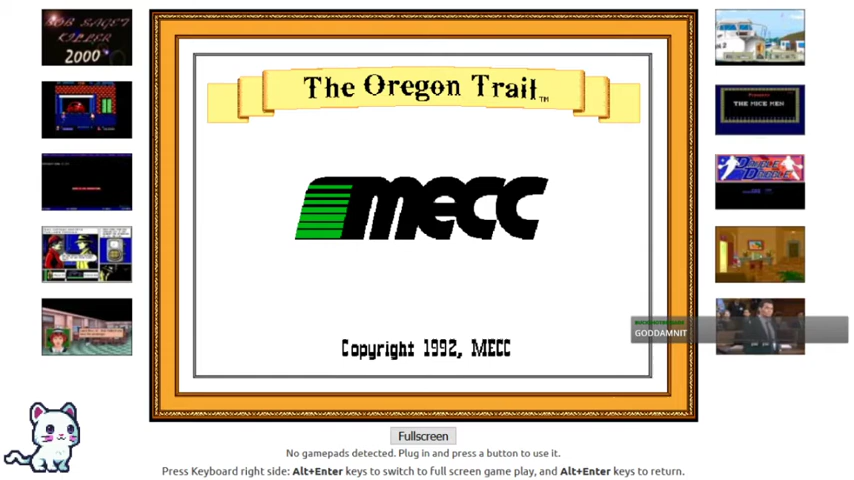 BOB SAGET
KILLER
2000
The Oregon Trail™
mecc
Copyright 1992, MECC
THE MICE MEN
GODDAMNIT
Fullscreen
No gamepads detected. Plug in and press a button to use it.
Press Keyboard right side: Alt+Enter keys to switch to full screen game play, and Alt+Enter keys to return.